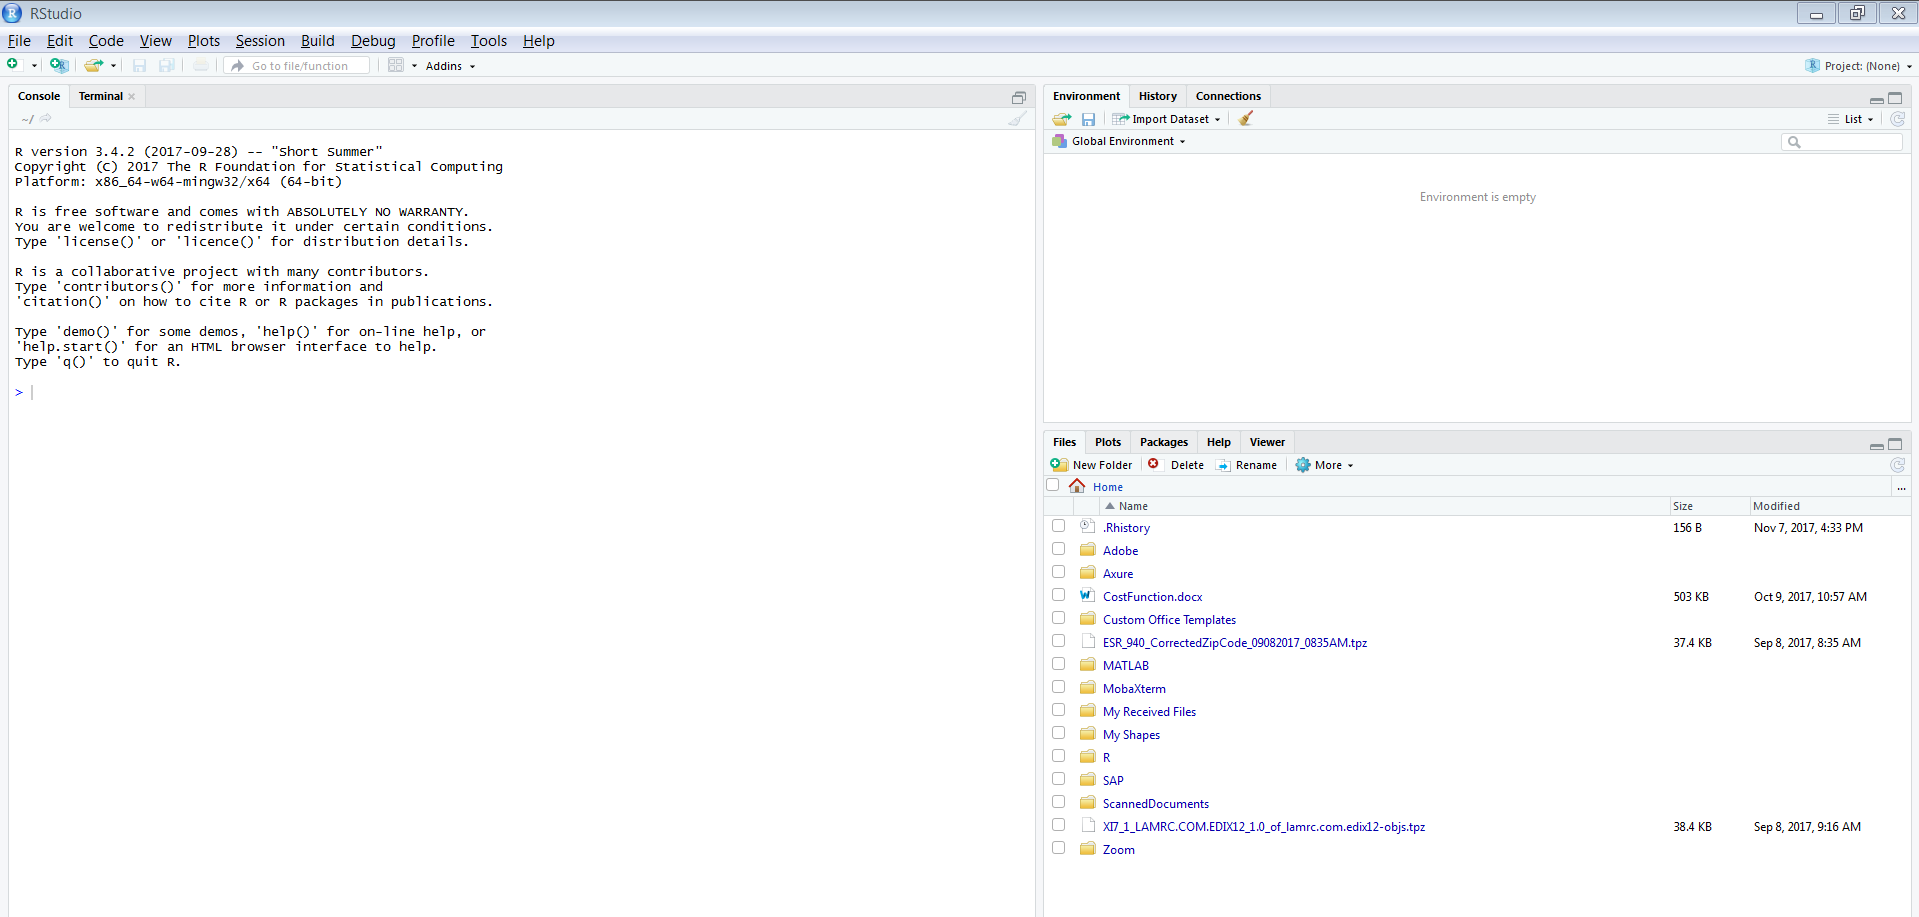 RStudio
File Edit Code View Plots Session Build Debug Profile Tools Help
Go to file/function Addins Project: (None)
Console Terminal
~/
R version 3.4.2 (2017-09-28) -- "Short Summer"
Copyright (C) 2017 The R Foundation for Statistical Computing
Platform: x86_64-w64-mingw32/x64 (64-bit)
R is free software and comes with ABSOLUTELY NO WARRANTY.
You are welcome to redistribute it under certain conditions.
Type 'license()' or 'licence()' for distribution details.
R is a collaborative project with many contributors.
Type 'contributors()' for more information and
'citation()' on how to cite R or R packages in publications.
Type 'demo()' for some demos, 'help()' for on-line help, or
'help.start()' for an HTML browser interface to help.
Type 'q()' to quit R.
>
Environment History Connections
Import Dataset List
Global Environment
Environment is empty
Files Plots Packages Help Viewer
New Folder Delete Rename More
Home ...
Name Size Modified
.Rhistory 156 B Nov 7, 2017, 4:33 PM
Adobe
Axure
CostFunction.docx 503 KB Oct 9, 2017, 10:57 AM
Custom Office Templates
ESR_940_CorrectedZipCode_09082017_0835AM.tpz 37.4 KB Sep 8, 2017, 8:35 AM
MATLAB
MobaXterm
My Received Files
My Shapes
R
SAP
ScannedDocuments
XI7_1_LAMRC.COM.EDIX12_1.0_of_lamrc.com.edix12-objs.tpz 38.4 KB Sep 8, 2017, 9:16 AM
Zoom